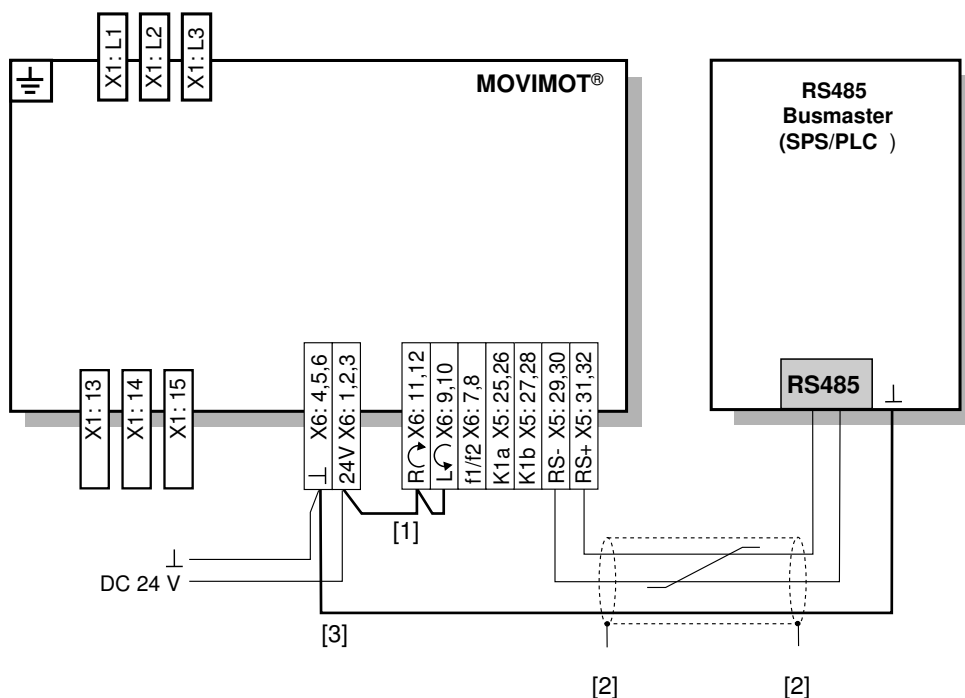 X1: L1
X1: L2
X1: L3
MOVIMOT®
RS485
Busmaster
(SPS/PLC )
X1: 13
X1: 14
X1: 15
⊥ X6: 4,5,6
24V X6: 1,2,3
R X6: 11,12
L X6: 9,10
f1/f2 X6: 7,8
K1a X5: 25,26
K1b X5: 27,28
RS- X5: 29,30
RS+ X5: 31,32
RS485
⊥
[1]
⊥
DC 24 V
[3]
[2]
[2]